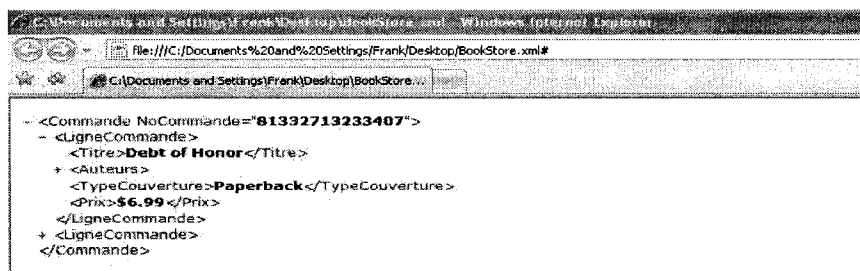 C:\Documents and Settings\Frank\Desktop\BookStore.xml - Windows Internet Explorer
file:///C:/Documents%20and%20Settings/Frank/Desktop/BookStore.xml#
C:\Documents and Settings\Frank\Desktop\BookStore...
- <Commande NoCommande="81332713233407">
- <LigneCommande>
<Titre>Debt of Honor</Titre>
+ <Auteurs>
<TypeCouverture>Paperback</TypeCouverture>
<Prix>$6.99</Prix>
</LigneCommande>
+ <LigneCommande>
</Commande>